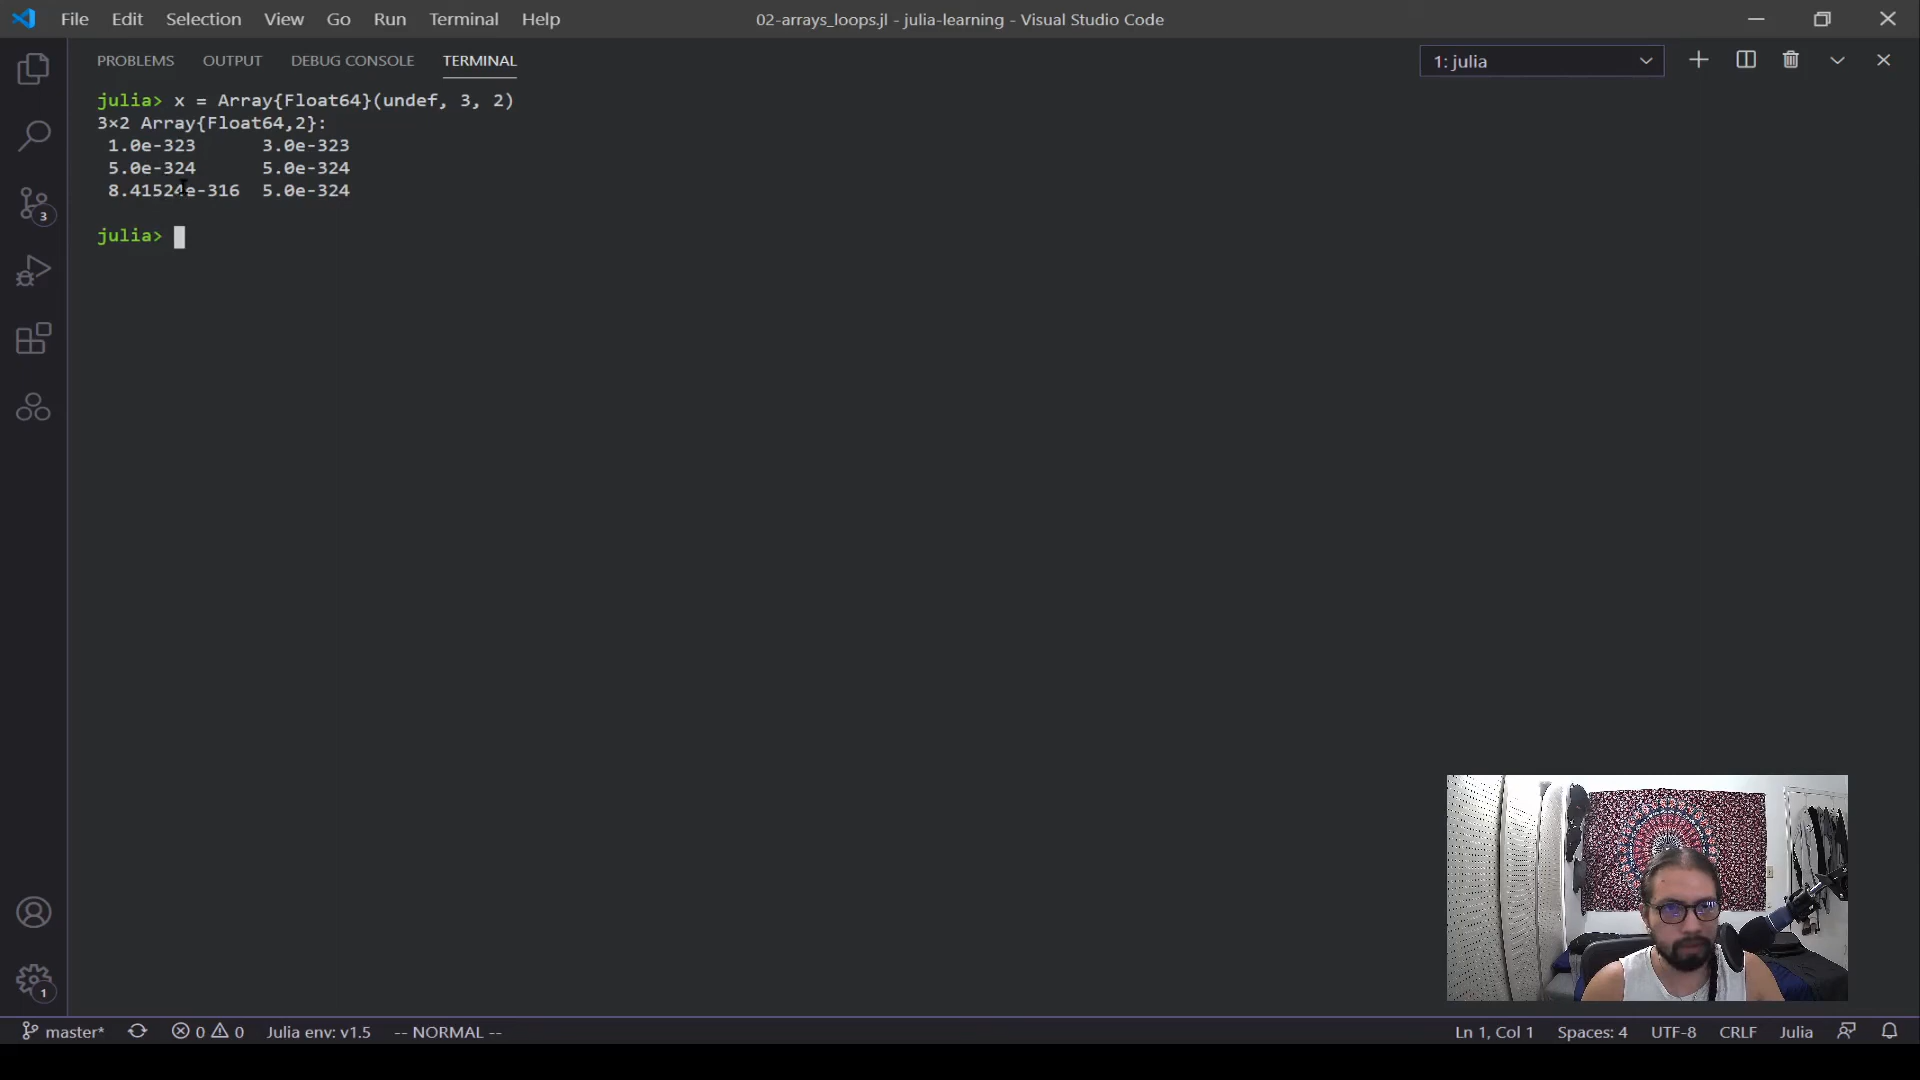 File Edit Selection View Go Run Terminal Help
02-arrays_loops.jl - julia-learning - Visual Studio Code
PROBLEMS OUTPUT DEBUG CONSOLE TERMINAL
1: julia
julia> x = Array{Float64}(undef, 3, 2)
3×2 Array{Float64,2}:
1.0e-323 3.0e-323
5.0e-324 5.0e-324
8.41524e-316 5.0e-324
julia>
3
1
master* 0 0 Julia env: v1.5 -- NORMAL --
Ln 1, Col 1 Spaces: 4 UTF-8 CRLF Julia